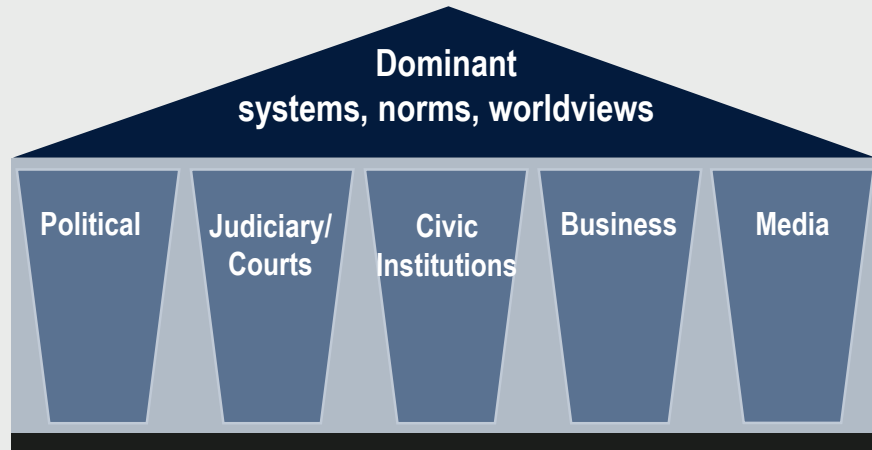 Dominant
systems, norms, worldviews
Political
Judiciary/
Courts
Civic
Institutions
Business
Media